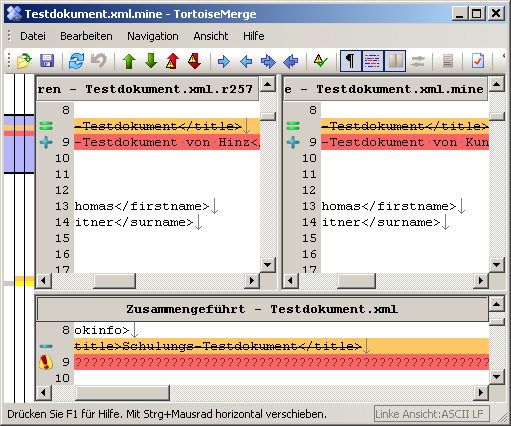 Testdokument.xml.mine - TortoiseMerge
Datei Bearbeiten Navigation Ansicht Hilfe
ren - Testdokument.xml.r257
8
-Testdokument</title>↓
9 -Testdokument von Hinz<
10
11
12
13 homas</firstname>↓
14 itner</surname>↓
15
16
17
e - Testdokument.xml.mine
8
-Testdokument</title>↓
9 -Testdokument von Kun
10
11
12
13 homas</firstname>↓
14 itner</surname>↓
15
16
17
Zusammengeführt - Testdokument.xml
8 okinfo>↓
title>Schulungs-Testdokument</title>↓
9 ????????????????????????????????????????????????????
10
Drücken Sie F1 für Hilfe. Mit Strg+Mausrad horizontal verschieben.
Linke Ansicht:ASCII LF